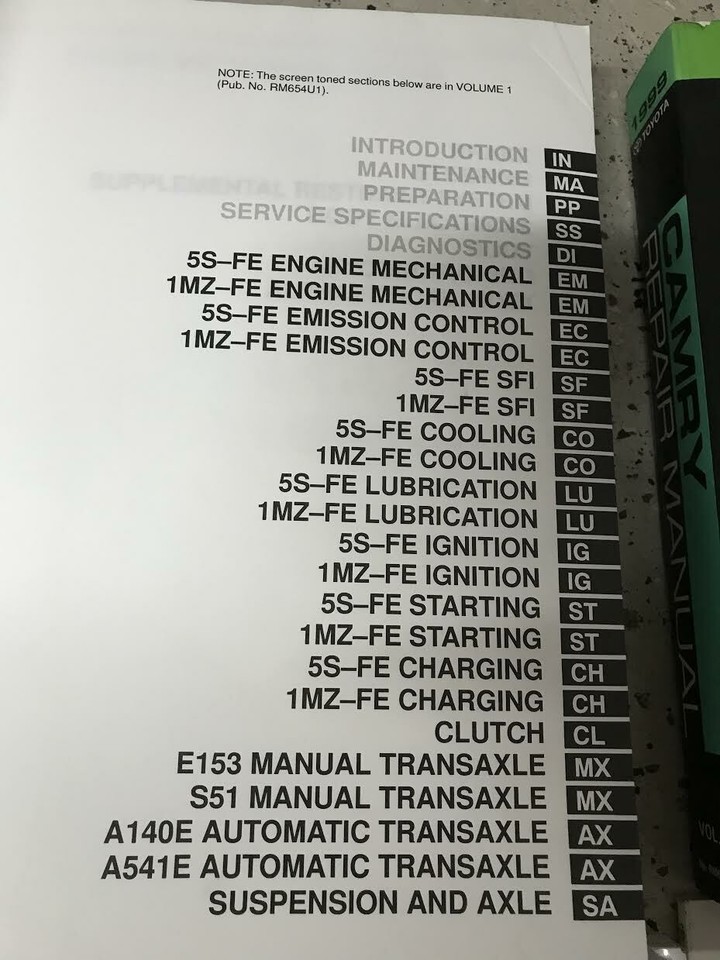 NOTE: The screen toned sections below are in VOLUME 1
(Pub. No. RM654U1).
INTRODUCTION IN
MAINTENANCE MA
PREPARATION PP
SERVICE SPECIFICATIONS SS
DIAGNOSTICS DI
5S–FE ENGINE MECHANICAL EM
1MZ–FE ENGINE MECHANICAL EM
5S–FE EMISSION CONTROL EC
1MZ–FE EMISSION CONTROL EC
5S–FE SFI SF
1MZ–FE SFI SF
5S–FE COOLING CO
1MZ–FE COOLING CO
5S–FE LUBRICATION LU
1MZ–FE LUBRICATION LU
5S–FE IGNITION IG
1MZ–FE IGNITION IG
5S–FE STARTING ST
1MZ–FE STARTING ST
5S–FE CHARGING CH
1MZ–FE CHARGING CH
CLUTCH CL
E153 MANUAL TRANSAXLE MX
S51 MANUAL TRANSAXLE MX
A140E AUTOMATIC TRANSAXLE AX
A541E AUTOMATIC TRANSAXLE AX
SUSPENSION AND AXLE SA
1999
TOYOTA
CAMRY
REPAIR MANUAL
VOL